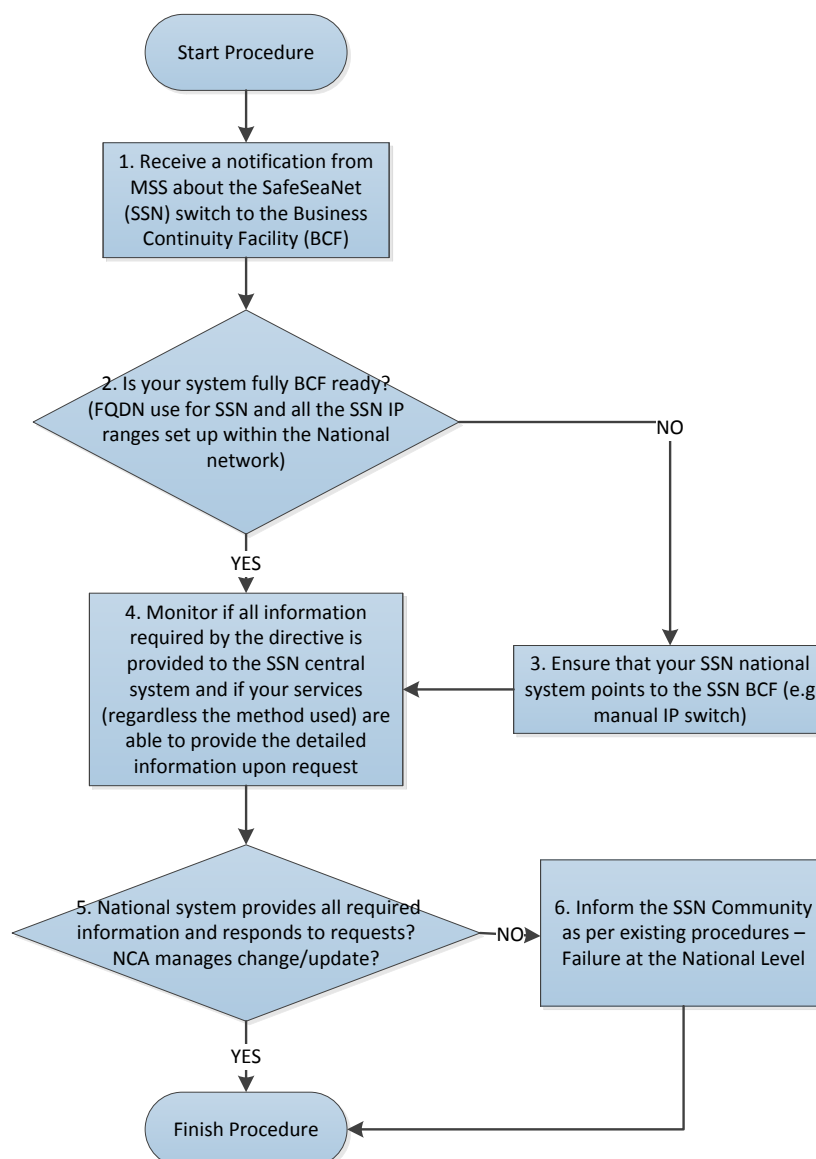 Start Procedure
1. Receive a notification from
MSS about the SafeSeaNet
(SSN) switch to the Business
Continuity Facility (BCF)
2. Is your system fully BCF ready?
(FQDN use for SSN and all the SSN IP
ranges set up within the National
network)
NO
YES
3. Ensure that your SSN national
system points to the SSN BCF (e.g
manual IP switch)
4. Monitor if all information
required by the directive is
provided to the SSN central
system and if your services
(regardless the method used) are
able to provide the detailed
information upon request
5. National system provides all required
information and responds to requests?
NCA manages change/update?
NO
6. Inform the SSN Community
as per existing procedures –
Failure at the National Level
YES
Finish Procedure